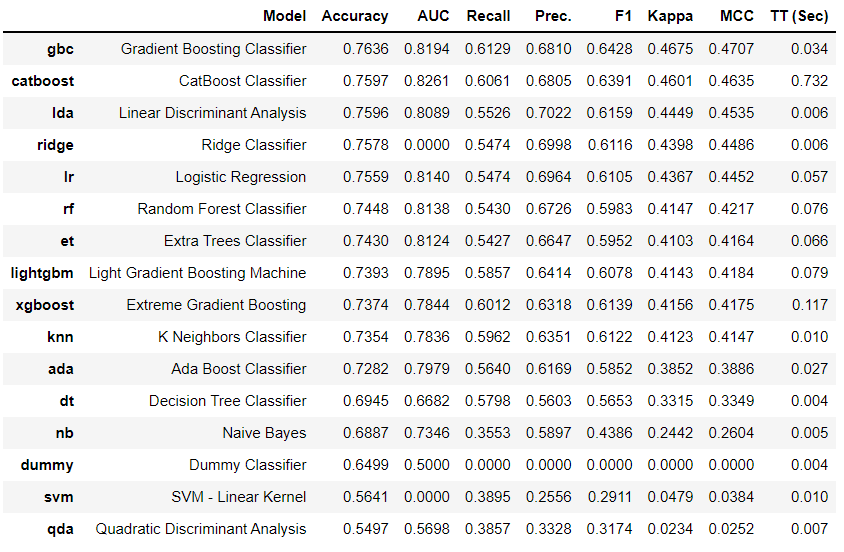 Model Accuracy AUC Recall Prec. F1 Kappa MCC TT (Sec)
gbc Gradient Boosting Classifier 0.7636 0.8194 0.6129 0.6810 0.6428 0.4675 0.4707 0.034
catboost CatBoost Classifier 0.7597 0.8261 0.6061 0.6805 0.6391 0.4601 0.4635 0.732
lda Linear Discriminant Analysis 0.7596 0.8089 0.5526 0.7022 0.6159 0.4449 0.4535 0.006
ridge Ridge Classifier 0.7578 0.0000 0.5474 0.6998 0.6116 0.4398 0.4486 0.006
lr Logistic Regression 0.7559 0.8140 0.5474 0.6964 0.6105 0.4367 0.4452 0.057
rf Random Forest Classifier 0.7448 0.8138 0.5430 0.6726 0.5983 0.4147 0.4217 0.076
et Extra Trees Classifier 0.7430 0.8124 0.5427 0.6647 0.5952 0.4103 0.4164 0.066
lightgbm Light Gradient Boosting Machine 0.7393 0.7895 0.5857 0.6414 0.6078 0.4143 0.4184 0.079
xgboost Extreme Gradient Boosting 0.7374 0.7844 0.6012 0.6318 0.6139 0.4156 0.4175 0.117
knn K Neighbors Classifier 0.7354 0.7836 0.5962 0.6351 0.6122 0.4123 0.4147 0.010
ada Ada Boost Classifier 0.7282 0.7979 0.5640 0.6169 0.5852 0.3852 0.3886 0.027
dt Decision Tree Classifier 0.6945 0.6682 0.5798 0.5603 0.5653 0.3315 0.3349 0.004
nb Naive Bayes 0.6887 0.7346 0.3553 0.5897 0.4386 0.2442 0.2604 0.005
dummy Dummy Classifier 0.6499 0.5000 0.0000 0.0000 0.0000 0.0000 0.0000 0.004
svm SVM - Linear Kernel 0.5641 0.0000 0.3895 0.2556 0.2911 0.0479 0.0384 0.010
qda Quadratic Discriminant Analysis 0.5497 0.5698 0.3857 0.3328 0.3174 0.0234 0.0252 0.007